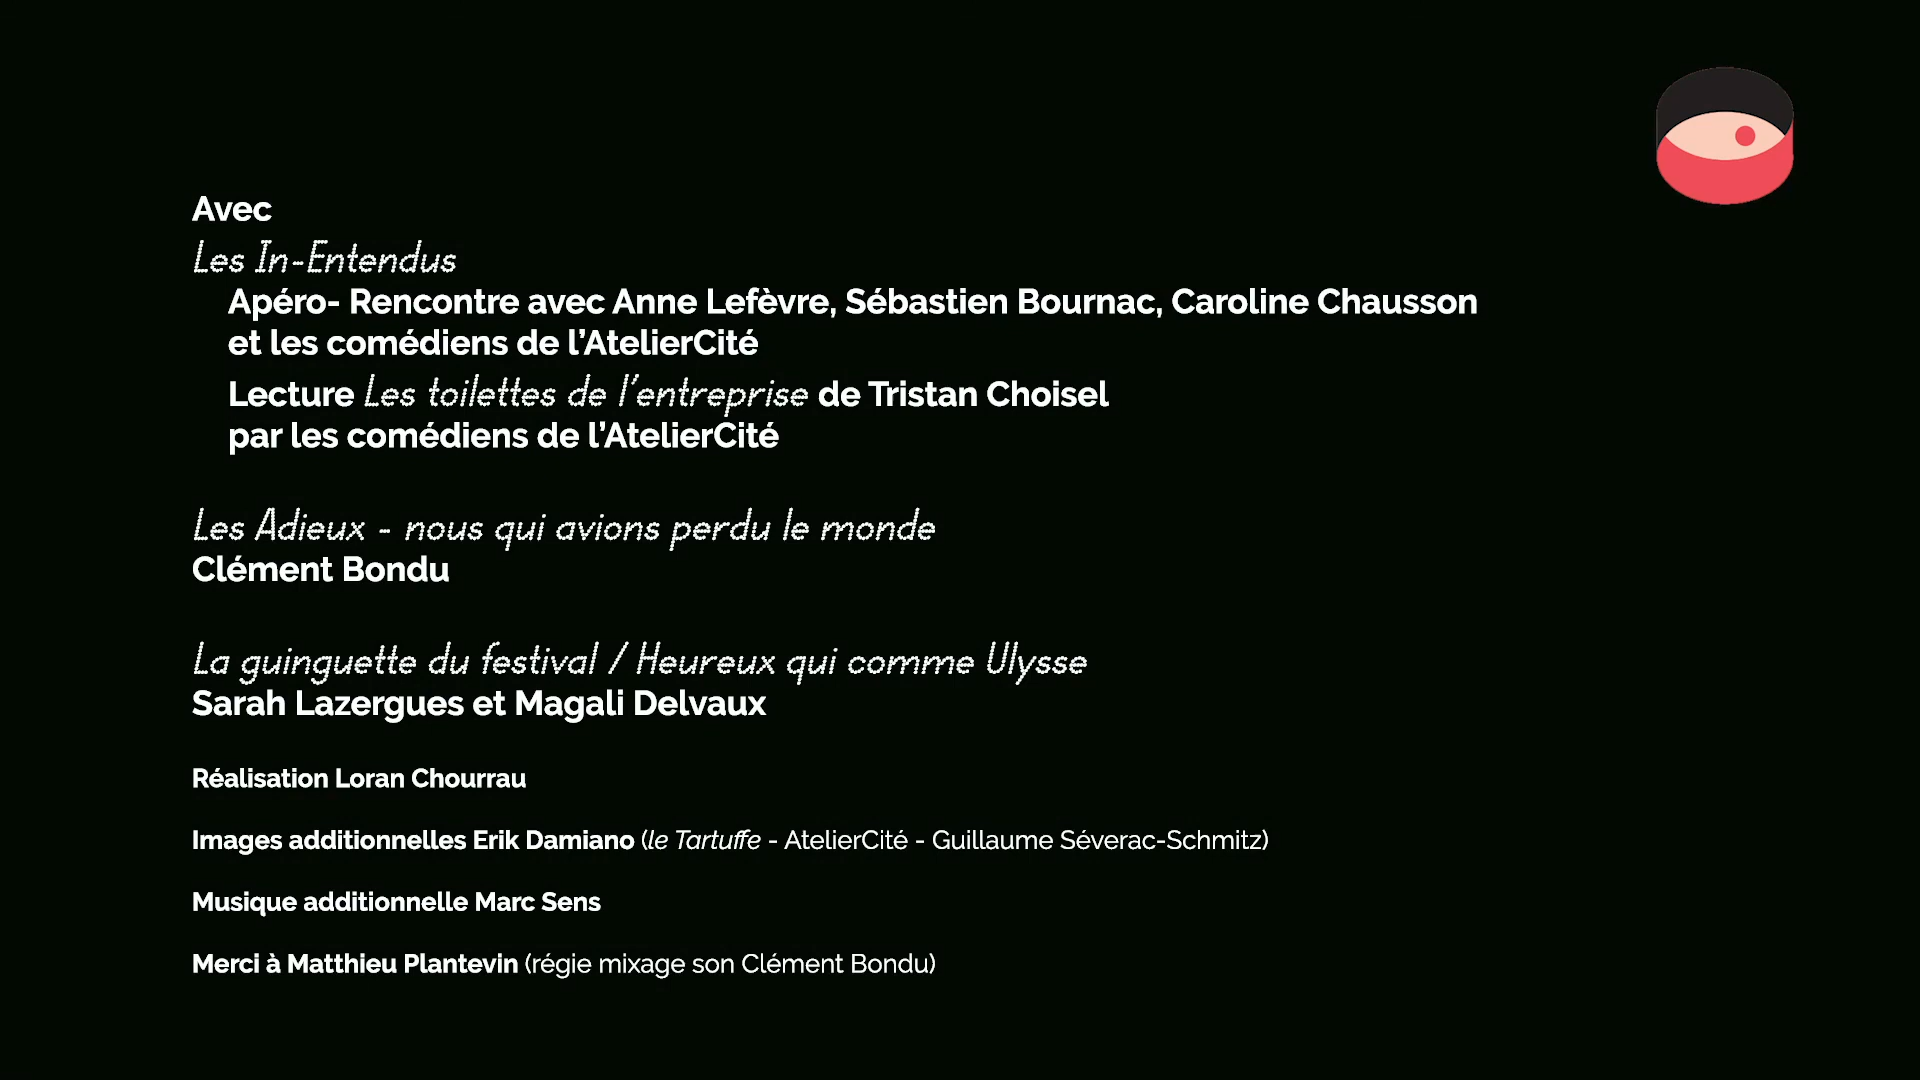 Avec
Les In-Entendus
Apéro- Rencontre avec Anne Lefèvre, Sébastien Bournac, Caroline Chausson
et les comédiens de l'AtelierCité
Lecture Les toilettes de l'entreprise de Tristan Choisel
par les comédiens de l'AtelierCité
Les Adieux - nous qui avions perdu le monde
Clément Bondu
La guinguette du festival / Heureux qui comme Ulysse
Sarah Lazergues et Magali Delvaux
Réalisation Loran Chourrau
Images additionnelles Erik Damiano (le Tartuffe - AtelierCité - Guillaume Séverac-Schmitz)
Musique additionnelle Marc Sens
Merci à Matthieu Plantevin (régie mixage son Clément Bondu)